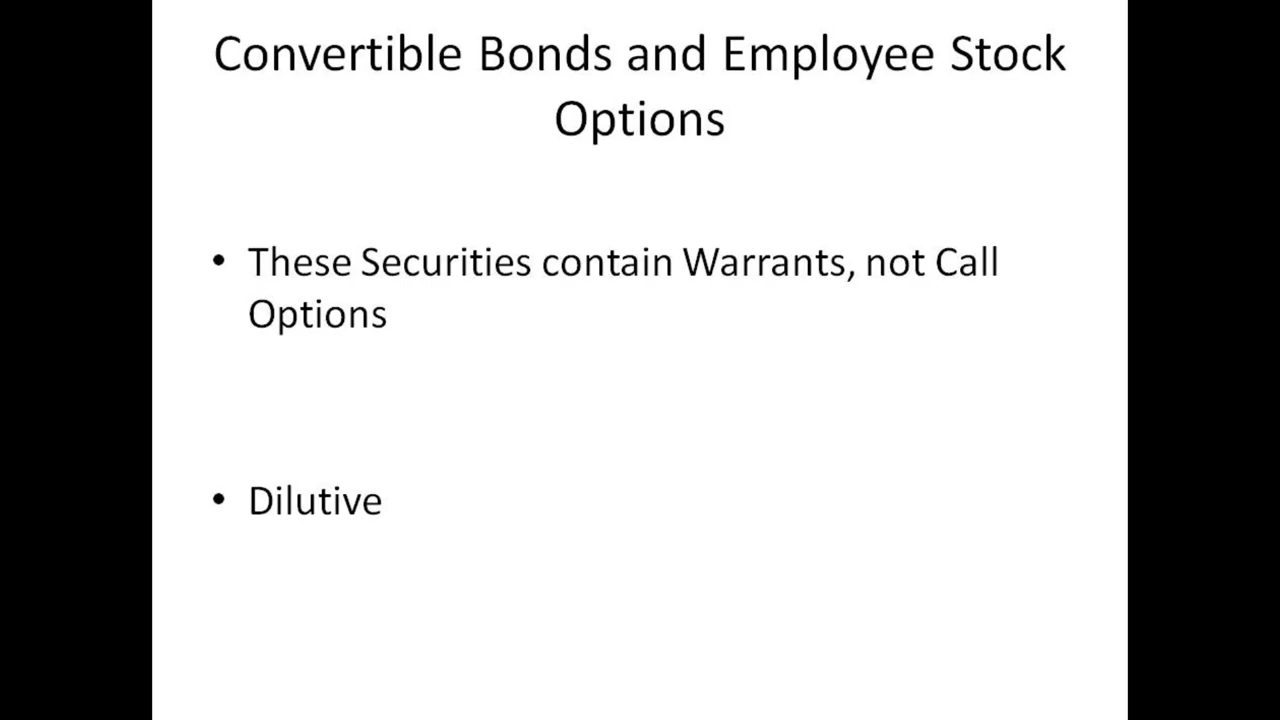 Convertible Bonds and Employee Stock
Options
• These Securities contain Warrants, not Call
Options
• Dilutive